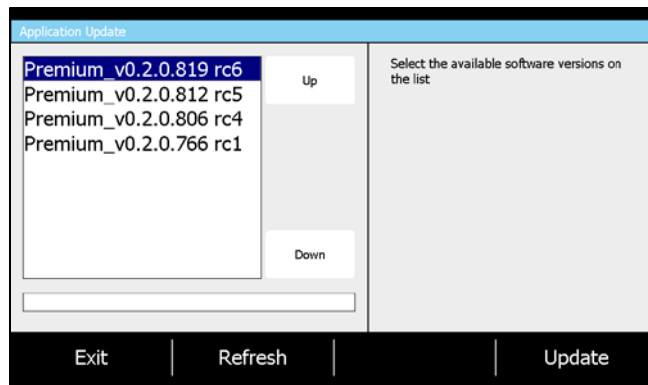 Application Update
Premium_v0.2.0.819 rc6
Premium_v0.2.0.812 rc5
Premium_v0.2.0.806 rc4
Premium_v0.2.0.766 rc1
Up
Down
Select the available software versions on
the list
Exit
Refresh
Update